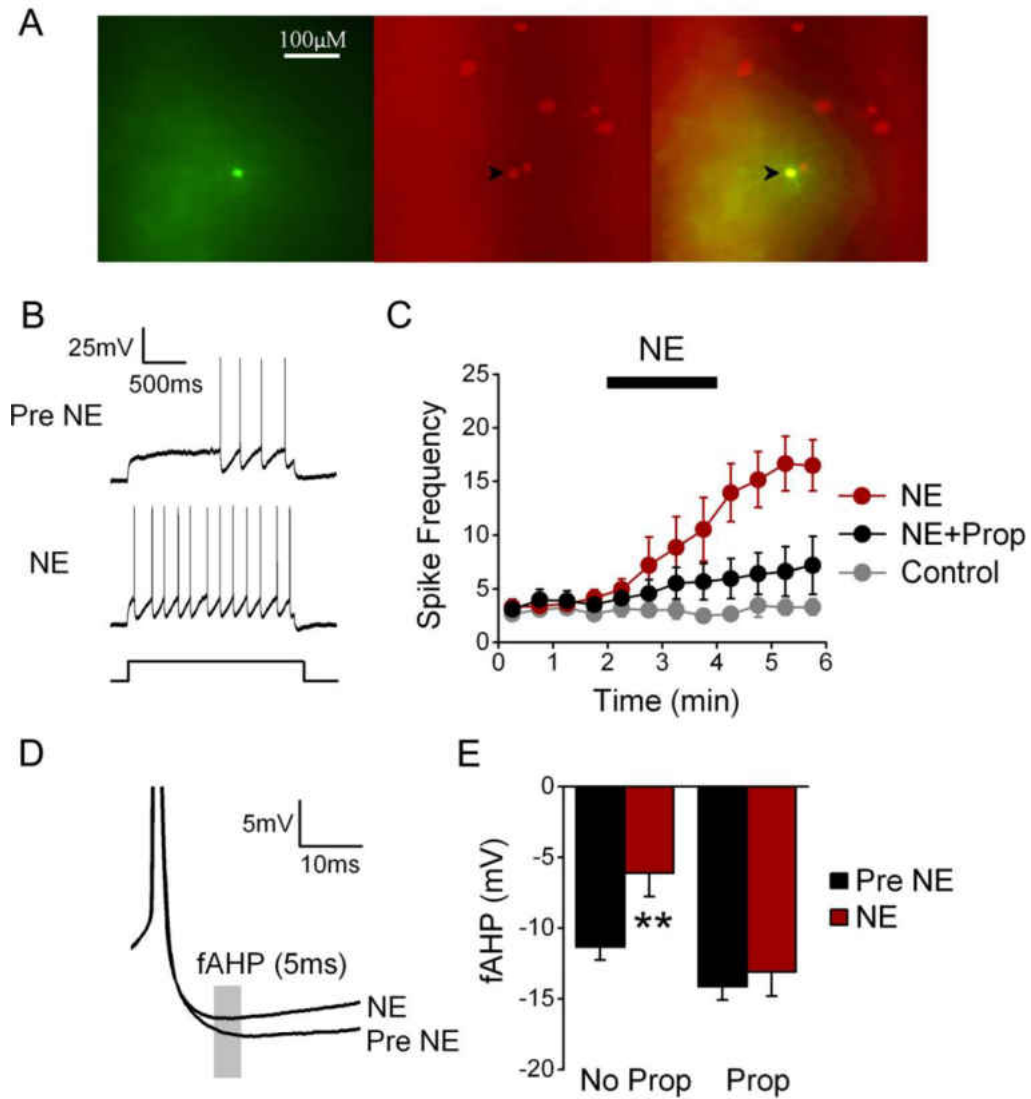 A
100μM
B
25mV
500ms
Pre NE
NE
C
NE
25
20
15
10
5
0
Spike Frequency
0 1 2 3 4 5 6
Time (min)
NE
NE+Prop
Control
D
5mV
10ms
fAHP (5ms)
NE
Pre NE
E
0
-5
-10
-15
-20
fAHP (mV)
**
No Prop Prop
Pre NE
NE